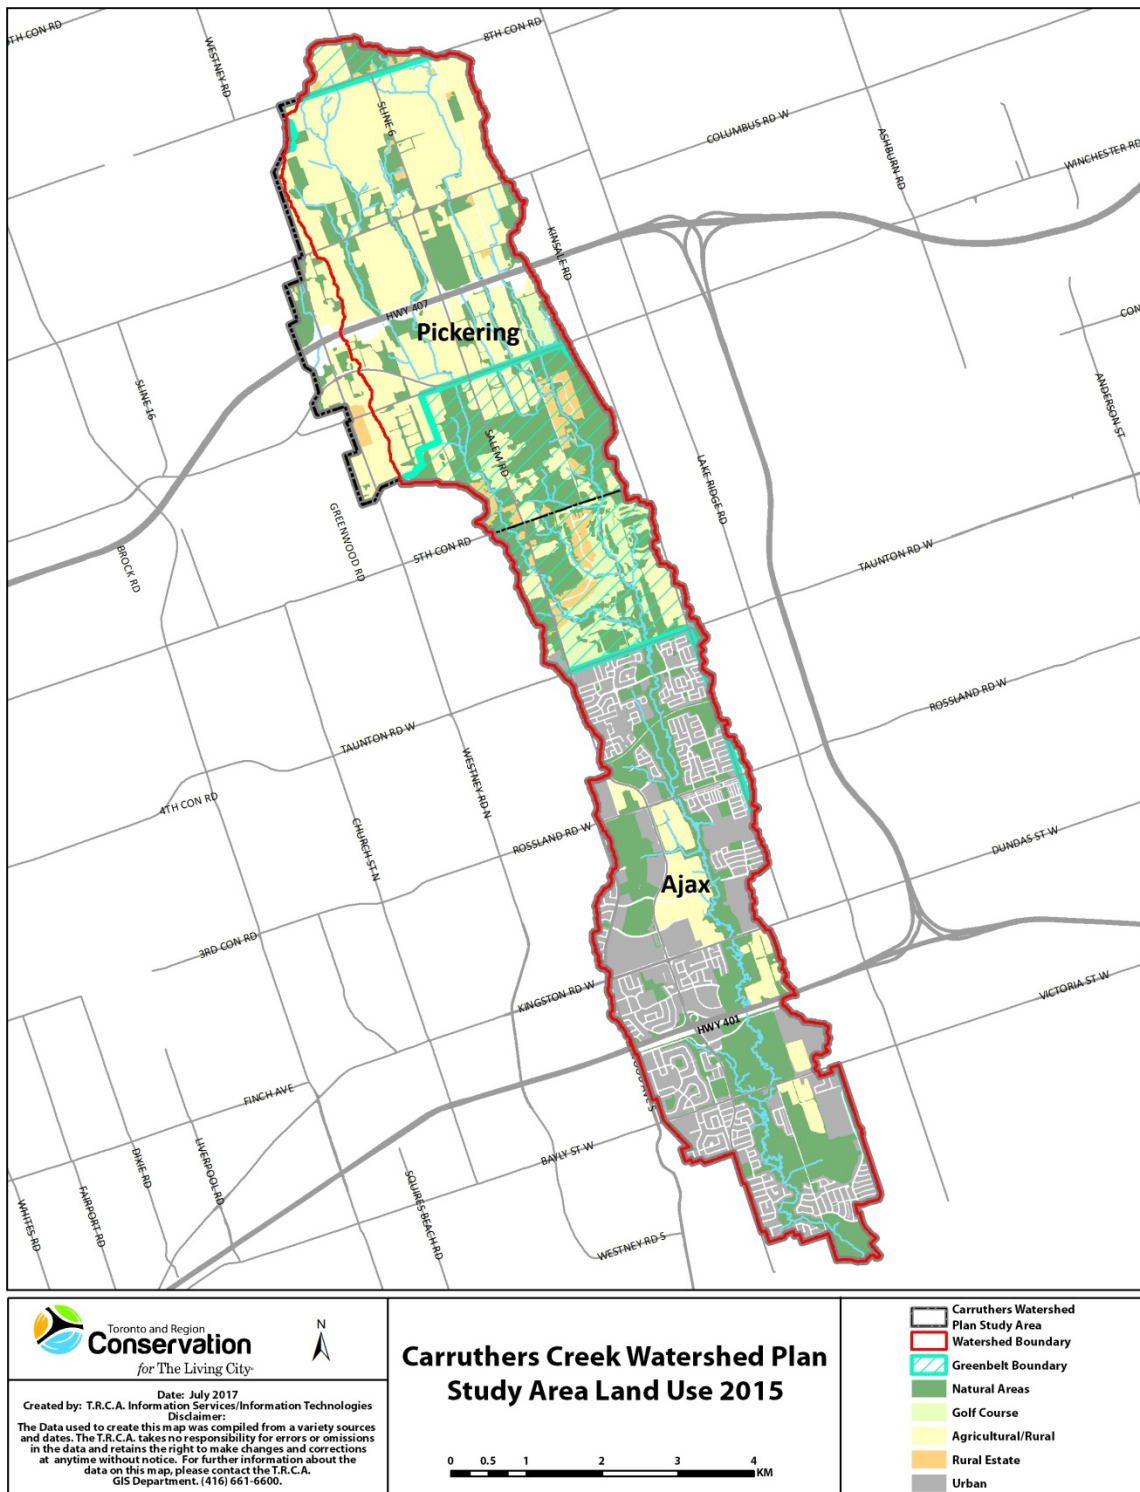 5TH CON RD
WESTNEY RD
8TH CON RD
SLINE 6
COLUMBUS RD W
ASHBURN RD
WINCHESTER RD
KINSALE RD
HWY 407
Pickering
CON
SLINE 16
ANDERSON ST
SALEM RD
LAKE RIDGE RD
GREENWOOD RD
5TH CON RD
BROCK RD
TAUNTON RD W
ROSSLAND RD W
TAUNTON RD W
WESTNEY RD N
4TH CON RD
CHURCH ST N
ROSSLAND RD W
DUNDAS ST W
Ajax
3RD CON RD
KINGSTON RD W
VICTORIA ST W
HWY 401
FINCH AVE
BAYLY ST W
LIVERPOOL RD
DIXIE RD
FAIRPORT RD
WHITES RD
SQUIRES BEACH RD
WESTNEY RD S
Toronto and Region
Conservation
for The Living City
N
Date: July 2017
Created by: T.R.C.A. Information Services/Information Technologies
Disclaimer:
The Data used to create this map was compiled from a variety sources
and dates. The T.R.C.A. takes no responsibility for errors or omissions
in the data and retains the right to make changes and corrections
at anytime without notice. For further information about the
data on this map, please contact the T.R.C.A.
GIS Department. (416) 661-6600.
Carruthers Creek Watershed Plan
Study Area Land Use 2015
0 0.5 1 2 3 4
KM
Carruthers Watershed
Plan Study Area
Watershed Boundary
Greenbelt Boundary
Natural Areas
Golf Course
Agricultural/Rural
Rural Estate
Urban